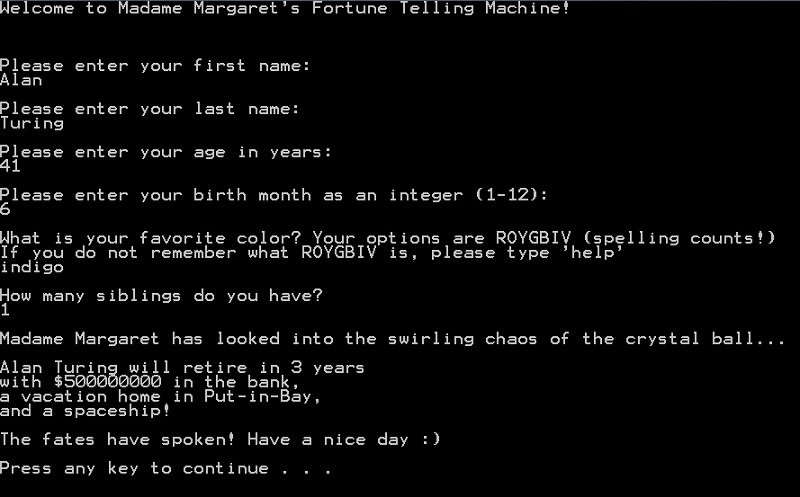 Welcome to Madame Margaret's Fortune Telling Machine!
Please enter your first name:
Alan
Please enter your last name:
Turing
Please enter your age in years:
41
Please enter your birth month as an integer (1-12):
6
What is your favorite color? Your options are ROYGBIV (spelling counts!)
If you do not remember what ROYGBIV is, please type 'help'
indigo
How many siblings do you have?
1
Madame Margaret has looked into the swirling chaos of the crystal ball...
Alan Turing will retire in 3 years
with $500000000 in the bank,
a vacation home in Put-in-Bay,
and a spaceship!
The fates have spoken! Have a nice day :)
Press any key to continue . . .